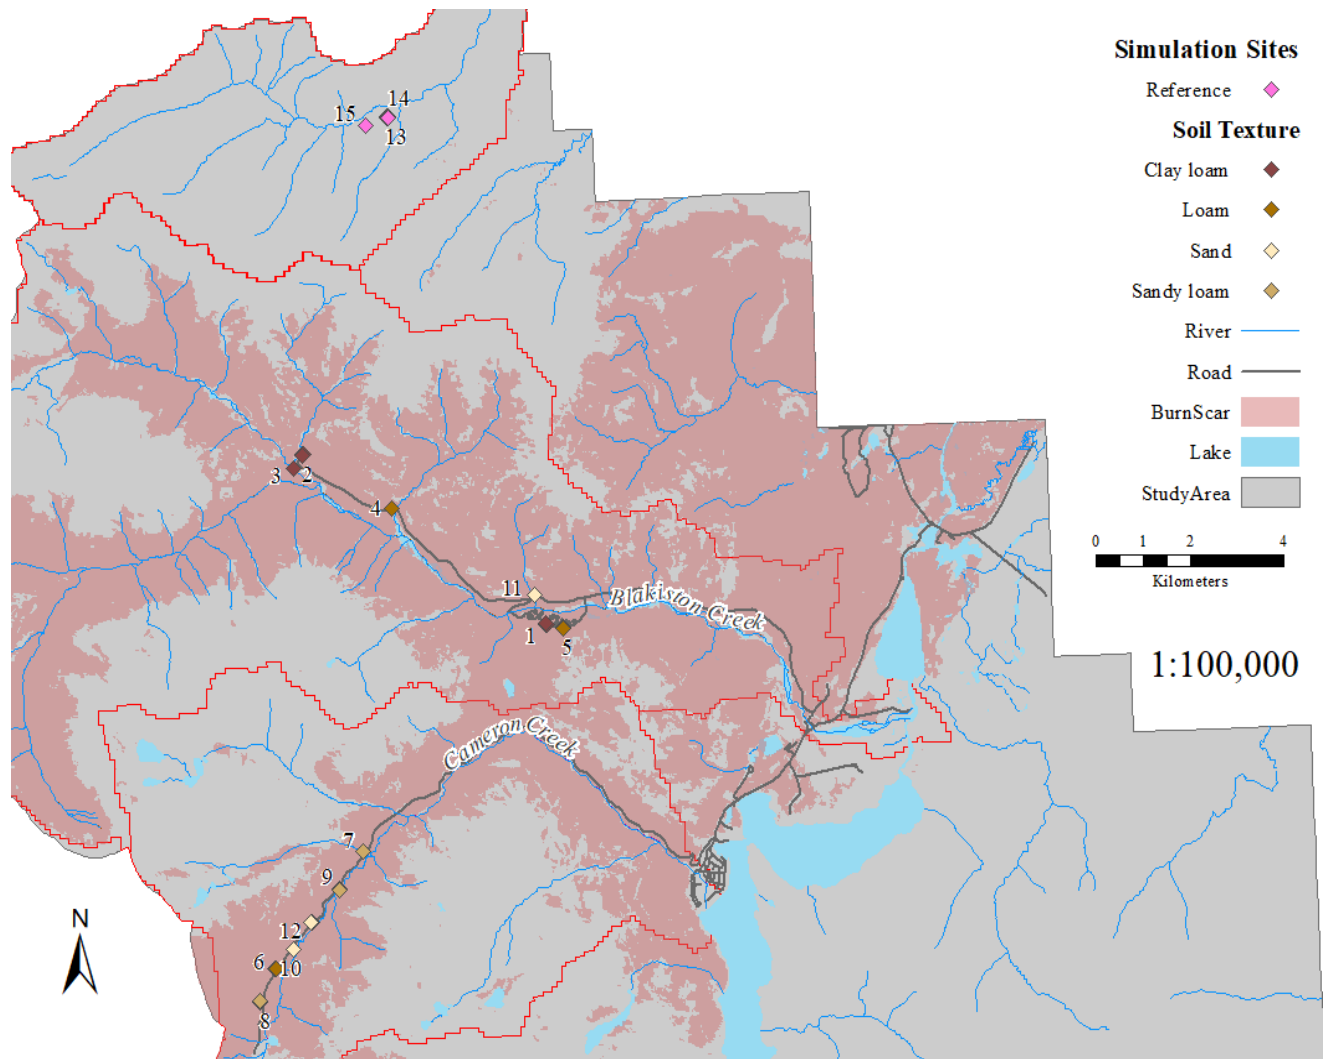 Simulation Sites
Reference
Soil Texture
Clay loam
Loam
Sand
Sandy loam
River
Road
BurnScar
Lake
StudyArea
0 1 2 4
Kilometers
1:100,000
14
15
13
3 2
4
11
Blakiston Creek
1
5
Cameron Creek
7
9
12
6 10
8
N